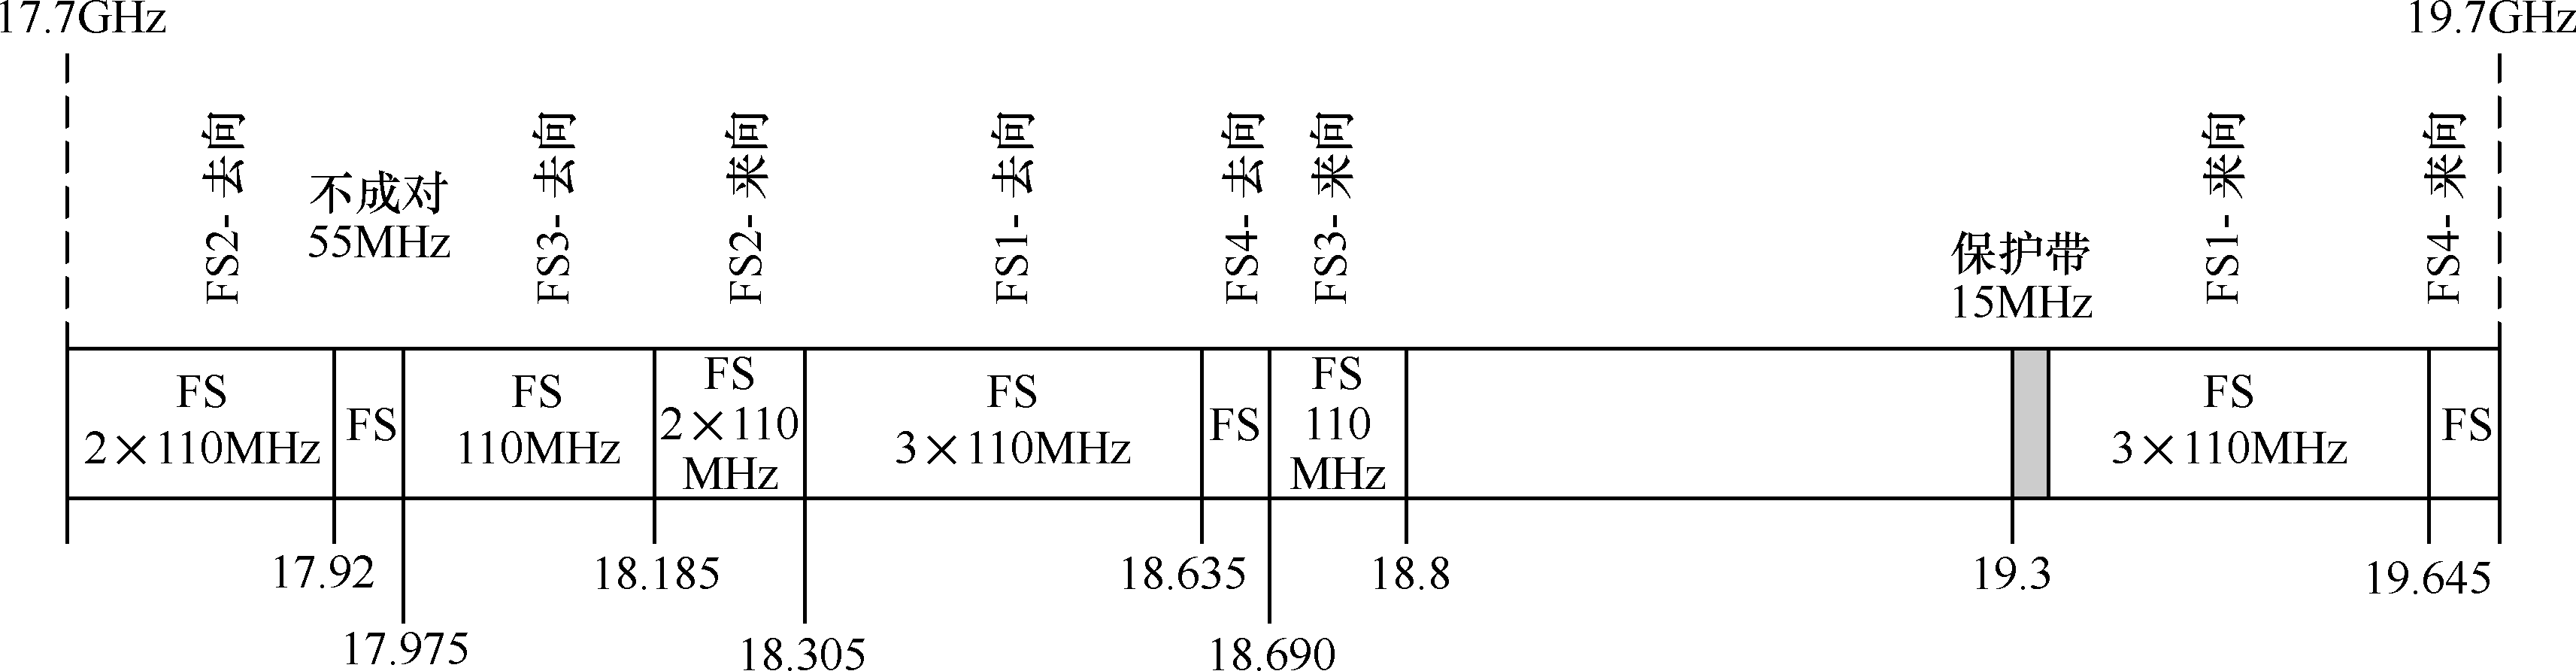 17.7GHz
19.7GHz
FS2-去向
不成对
55MHz
FS3-去向
FS2-来向
FS1-去向
FS4-去向
FS3-来向
保护带
15MHz
FS1-来向
FS4-来向
FS
2×110MHz
FS
FS
110MHz
FS
2×110
MHz
FS
3×110MHz
FS
FS
110
MHz
FS
3×110MHz
FS
17.92
17.975
18.185
18.305
18.635
18.690
18.8
19.3
19.645